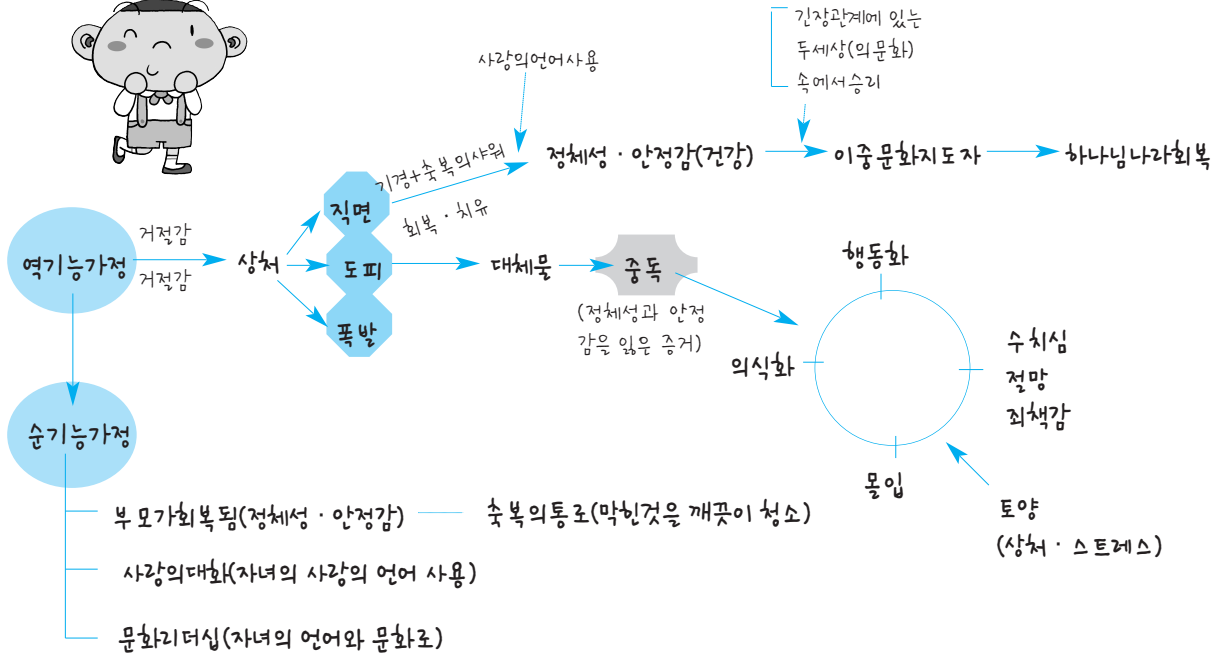 긴장관계에 있는
두세상(의문화)
속에서승리
사랑의언어사용
정체성 · 안정감(건강)
이중문화지도자
하나님나라회복
기경+축복의샤워
회복 · 치유
직면
도피
폭발
역기능가정
거절감
거절감
상처
대체물
중독
(정체성과 안정
감을 잃은 증거)
행동화
의식화
수치심
절망
죄책감
몰입
토양
(상처 · 스트레스)
순기능가정
부모가회복됨(정체성 · 안정감)
축복의통로(막힌것을 깨끗이 청소)
사랑의대화(자녀의 사랑의 언어 사용)
문화리더십(자녀의 언어와 문화로)